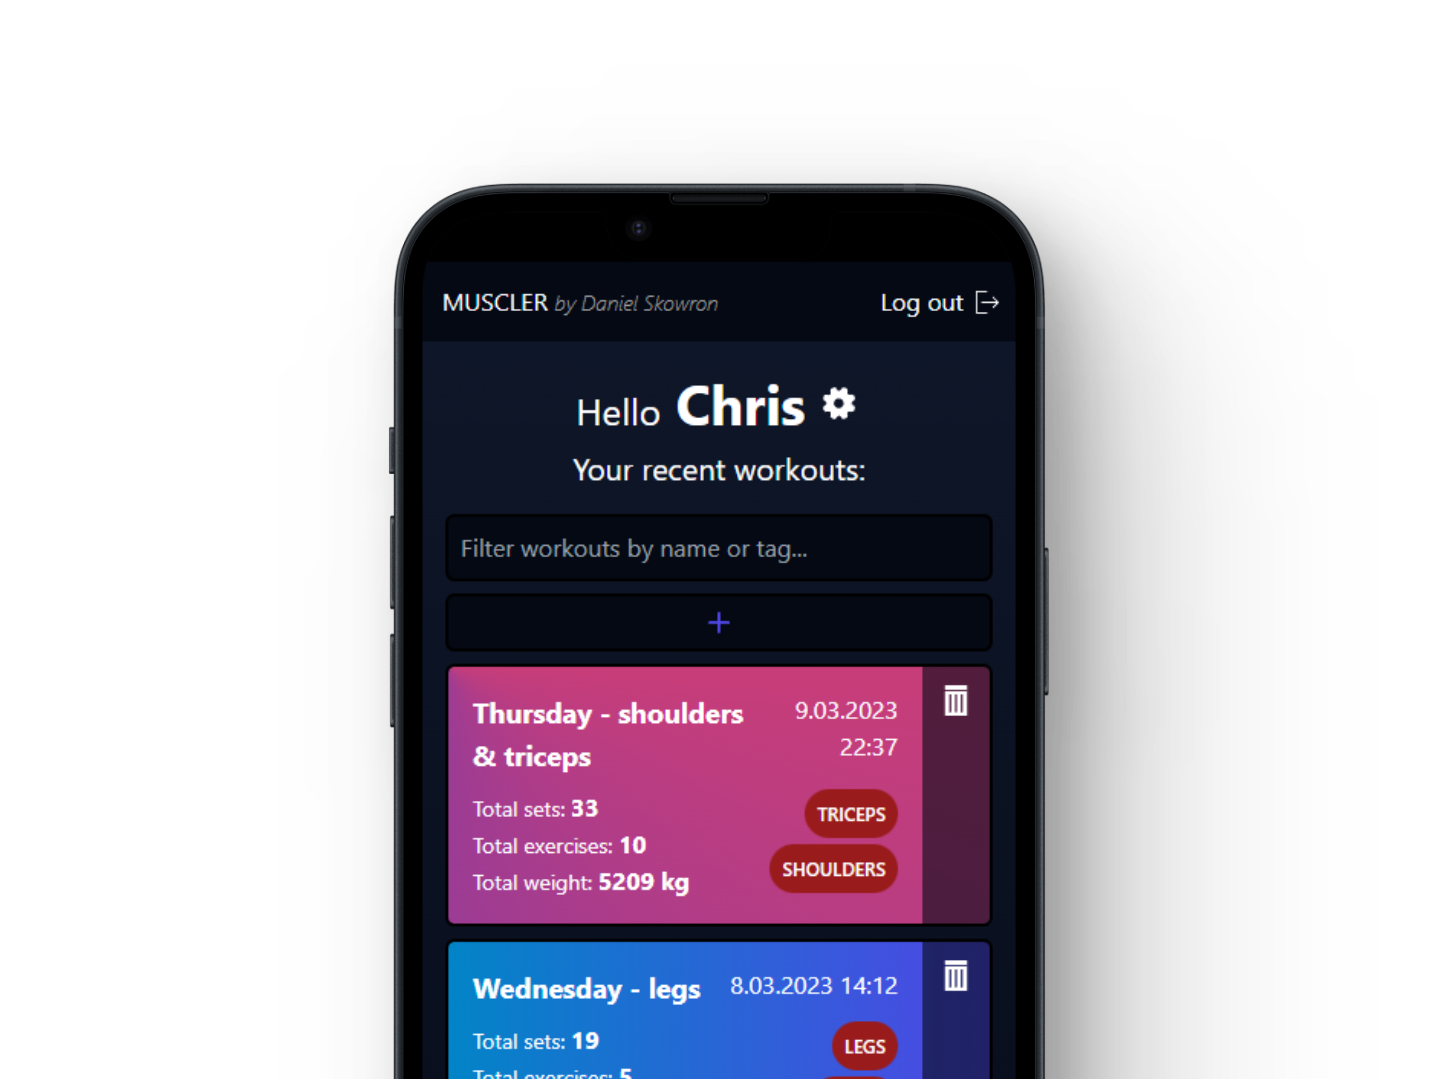 MUSCLER by Daniel Skowron
Log out
Hello Chris
Your recent workouts:
Filter workouts by name or tag...
+
Thursday - shoulders
& triceps
9.03.2023
22:37
Total sets: 33
Total exercises: 10
Total weight: 5209 kg
TRICEPS
SHOULDERS
Wednesday - legs
8.03.2023 14:12
Total sets: 19
Total exercises: 5
LEGS